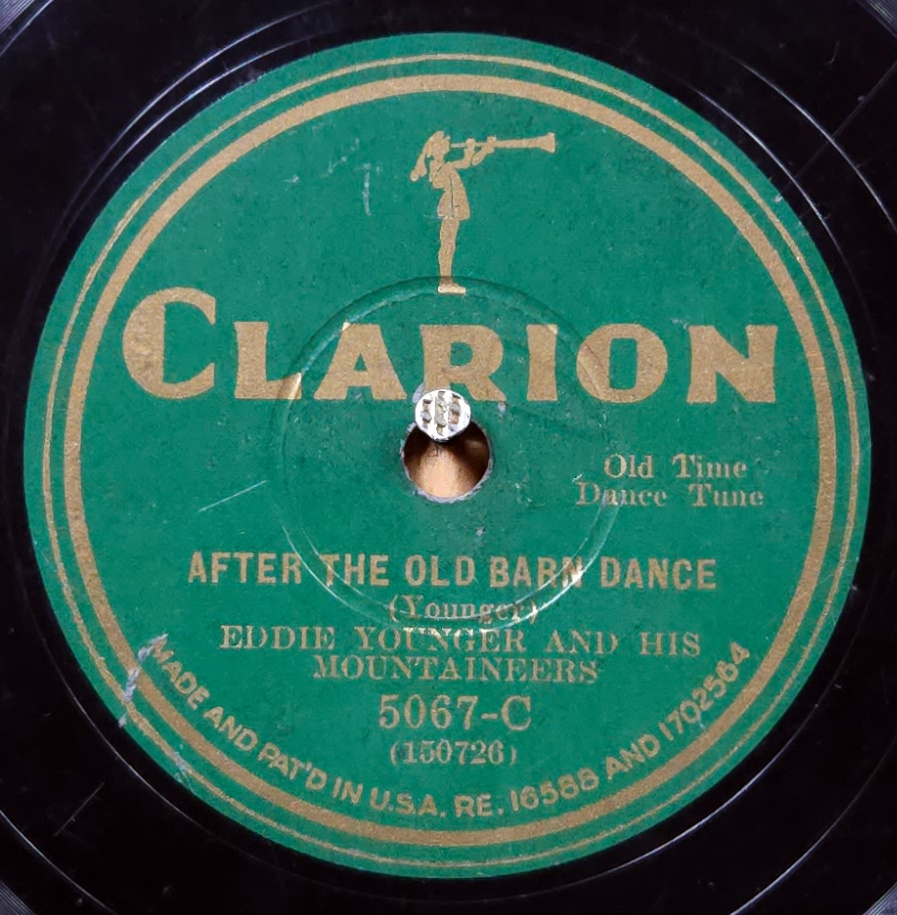 CLARION
Old Time
Dance Tune
AFTER THE OLD BARN DANCE
(Younger)
EDDIE YOUNGER AND HIS
MOUNTAINEERS
5067-C
(150726)
MADE AND PAT'D IN U.S.A. RE. 16588 AND 1702564